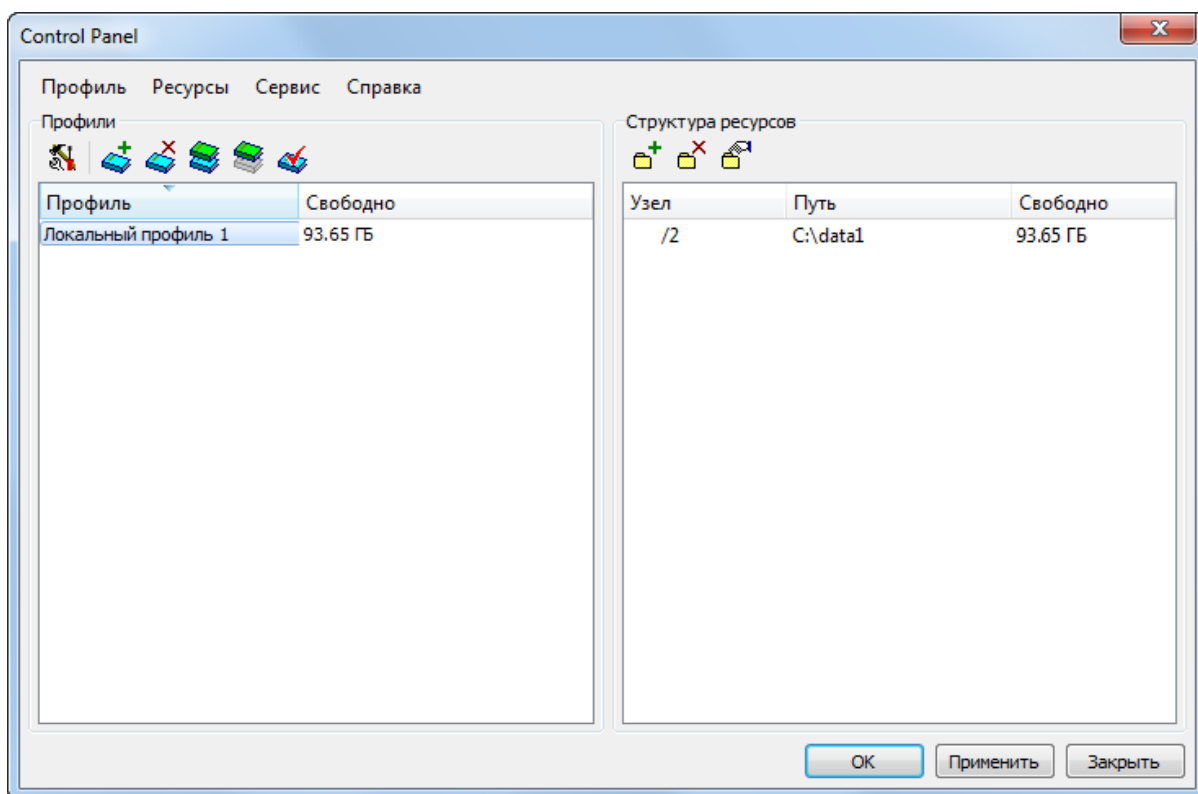 Control Panel
Профиль Ресурсы Сервис Справка
Профили
Профиль Свободно
Локальный профиль 1 93.65 ГБ
Структура ресурсов
Узел Путь Свободно
/2 C:\data1 93.65 ГБ
OK Применить Закрыть